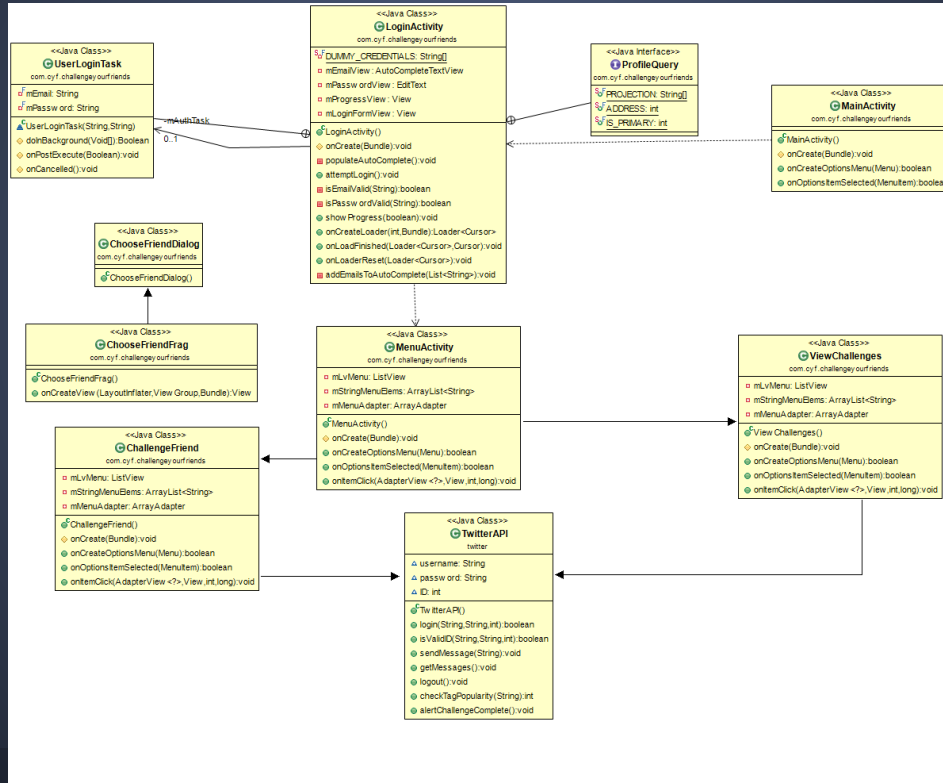 <<Java Class>>
UserLoginTask
com.cyf.challengeyourfriends
mEmail: String
mPassword: String
UserLoginTask(String,String)
doInBackground(Void[]):Boolean
onPostExecute(Boolean):void
onCancelled():void
-mAuthTask
0..1
<<Java Class>>
LoginActivity
com.cyf.challengeyourfriends
DUMMY_CREDENTIALS: String[]
mEmailView: AutoCompleteTextView
mPasswordView: EditText
mProgressView: View
mLoginFormView: View
LoginActivity()
onCreate(Bundle):void
populateAutoComplete():void
attemptLogin():void
isEmailValid(String):boolean
isPasswordValid(String):boolean
showProgress(boolean):void
onCreateLoader(int,Bundle):Loader<Cursor>
onLoadFinished(Loader<Cursor>,Cursor):void
onLoaderReset(Loader<Cursor>):void
addEmailsToAutoComplete(List<String>):void
<<Java Interface>>
ProfileQuery
com.cyf.challengeyourfriends
PROJECTION: String[]
ADDRESS: int
IS_PRIMARY: int
<<Java Class>>
MainActivity
com.cyf.challengeyourfriends
MainActivity()
onCreate(Bundle):void
onCreateOptionsMenu(Menu):boolean
onOptionsItemSelected(MenuItem):boolea
<<Java Class>>
ChooseFriendDialog
com.cyf.challengeyourfriends
ChooseFriendDialog()
<<Java Class>>
ChooseFriendFrag
com.cyf.challengeyourfriends
ChooseFriendFrag()
onCreateView(LayoutInflater,ViewGroup,Bundle):View
<<Java Class>>
MenuActivity
com.cyf.challengeyourfriends
mLvMenu: ListView
mStringMenuElems: ArrayList<String>
mMenuAdapter: ArrayAdapter
MenuActivity()
onCreate(Bundle):void
onCreateOptionsMenu(Menu):boolean
onOptionsItemSelected(MenuItem):boolean
onItemClick(AdapterView<?>,View,int,long):void
<<Java Class>>
ViewChallenges
com.cyf.challengeyourfriends
mLvMenu: ListView
mStringMenuElems: ArrayList<String>
mMenuAdapter: ArrayAdapter
ViewChallenges()
onCreate(Bundle):void
onCreateOptionsMenu(Menu):boolean
onOptionsItemSelected(MenuItem):boolean
onItemClick(AdapterView<?>,View,int,long):void
<<Java Class>>
ChallengeFriend
com.cyf.challengeyourfriends
mLvMenu: ListView
mStringMenuElems: ArrayList<String>
mMenuAdapter: ArrayAdapter
ChallengeFriend()
onCreate(Bundle):void
onCreateOptionsMenu(Menu):boolean
onOptionsItemSelected(MenuItem):boolean
onItemClick(AdapterView<?>,View,int,long):void
<<Java Class>>
TwitterAPI
twitter
username: String
password: String
ID: int
TwitterAPI()
login(String,String,int):boolean
isValidID(String,String,int):boolean
sendMessage(String):void
getMessages():void
logout():void
checkTagPopularity(String):int
alertChallengeComplete():void